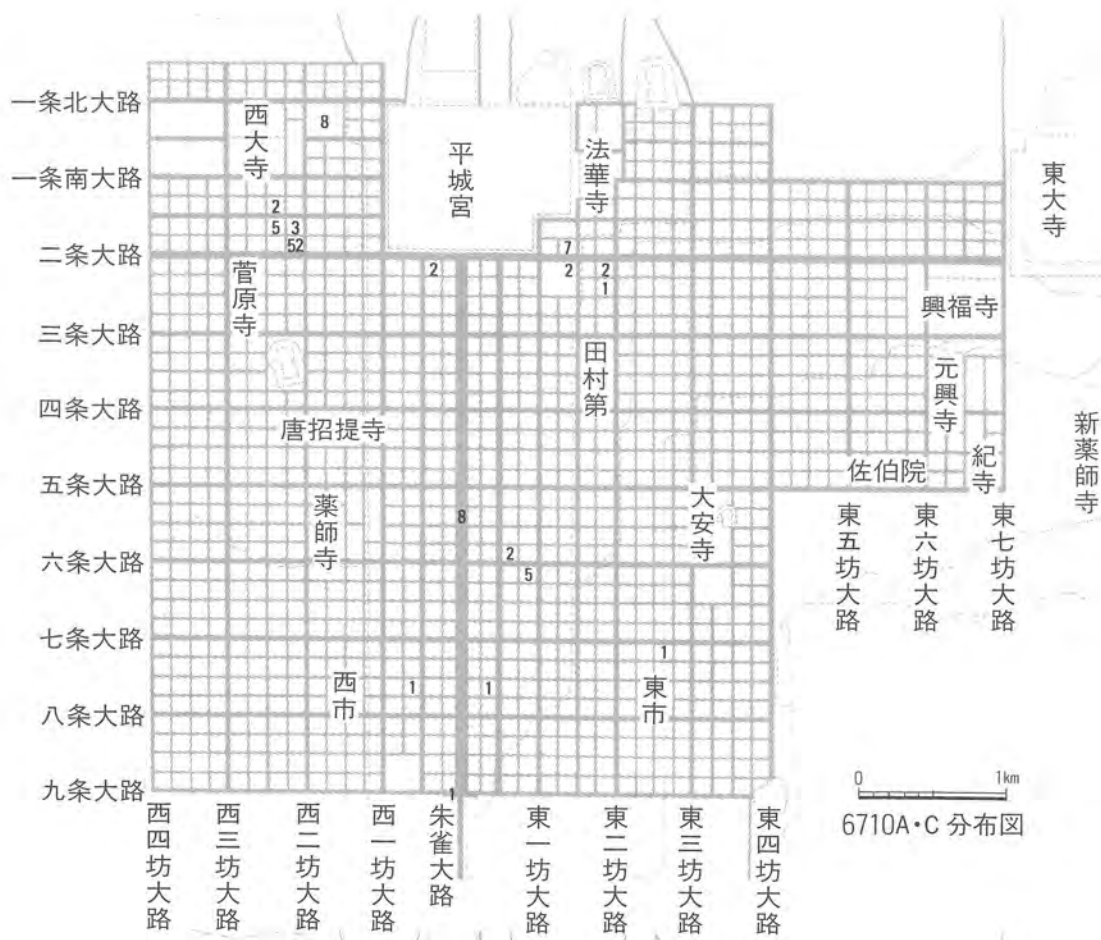 一条北大路
西大寺
8
平城宮
法華寺
東大寺
一条南大路
2
5
3
52
二条大路
7
菅原寺
2
2
2
1
興福寺
三条大路
田村第
元興寺
四条大路
唐招提寺
新薬師寺
佐伯院
紀寺
五条大路
薬師寺
8
大安寺
東五坊大路
東六坊大路
東七坊大路
六条大路
2
5
七条大路
1
西市
1
1
東市
八条大路
九条大路
1
0
1km
6710A・C 分布図
西四坊大路
西三坊大路
西二坊大路
西一坊大路
朱雀大路
東一坊大路
東二坊大路
東三坊大路
東四坊大路